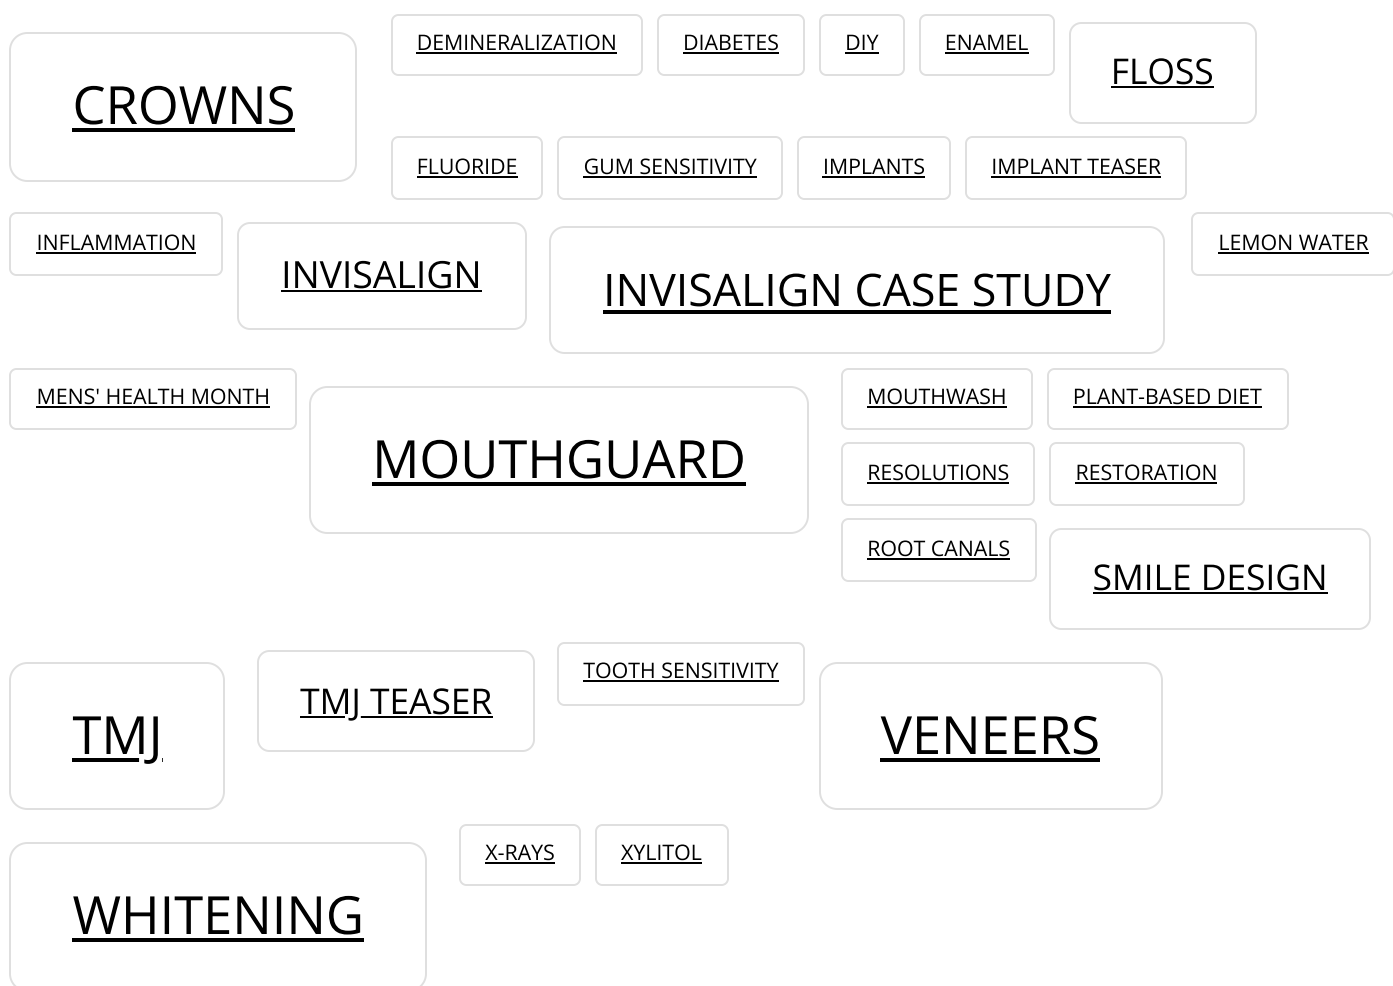 CROWNS
DEMINERALIZATION
DIABETES
DIY
ENAMEL
FLOSS
FLUORIDE
GUM SENSITIVITY
IMPLANTS
IMPLANT TEASER
INFLAMMATION
INVISALIGN
INVISALIGN CASE STUDY
LEMON WATER
MENS' HEALTH MONTH
MOUTHGUARD
MOUTHWASH
PLANT-BASED DIET
RESOLUTIONS
RESTORATION
ROOT CANALS
SMILE DESIGN
TMJ
TMJ TEASER
TOOTH SENSITIVITY
VENEERS
WHITENING
X-RAYS
XYLITOL